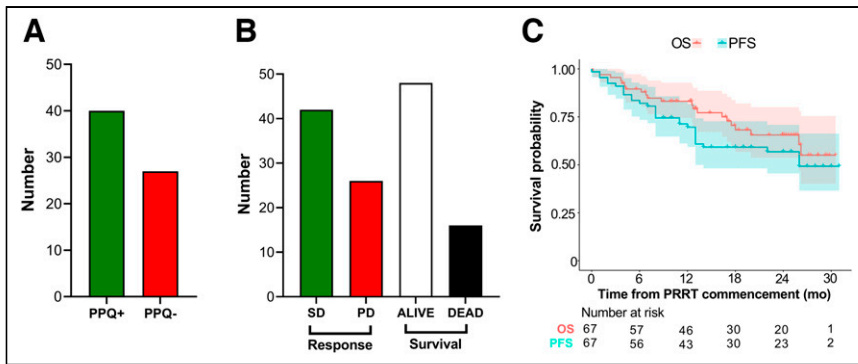 A
B
C
Number
50
40
30
20
10
0
PPQ+ PPQ-
Number
50
40
30
20
10
0
SD PD ALIVE DEAD
Response Survival
OS PFS
Survival probability
1.00
0.75
0.50
0.25
0
0 6 12 18 24 30
Time from PRRT commencement (mo)
Number at risk
OS 67 57 46 30 20 1
PFS 67 56 43 30 23 2